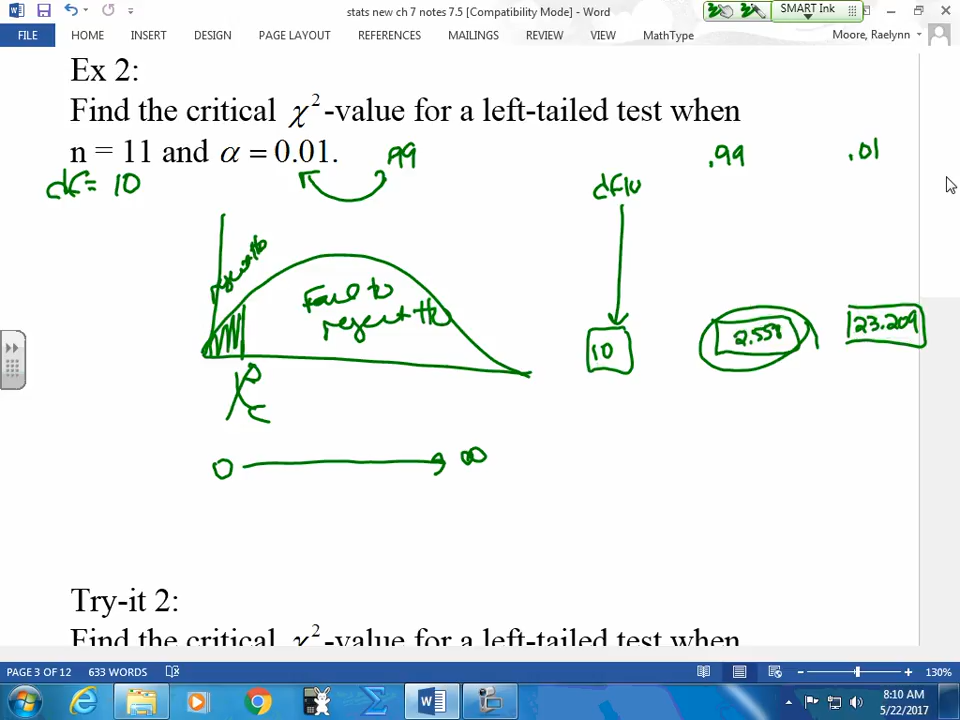 stats new ch 7 notes 7.5 [Compatibility Mode] - Word
SMART Ink
FILE HOME INSERT DESIGN PAGE LAYOUT REFERENCES MAILINGS REVIEW VIEW MathType
Moore, Raelynn
Ex 2:
Find the critical χ²-value for a left-tailed test when
n = 11 and α = 0.01.
.99
.99
.01
df= 10
df10
reject Ho
Fail to
reject Ho
10
2.558
23.209
χ²c
0
∞
Try-it 2:
Find the critical χ²-value for a left-tailed test when
PAGE 3 OF 12 633 WORDS
130%
8:10 AM
5/22/2017